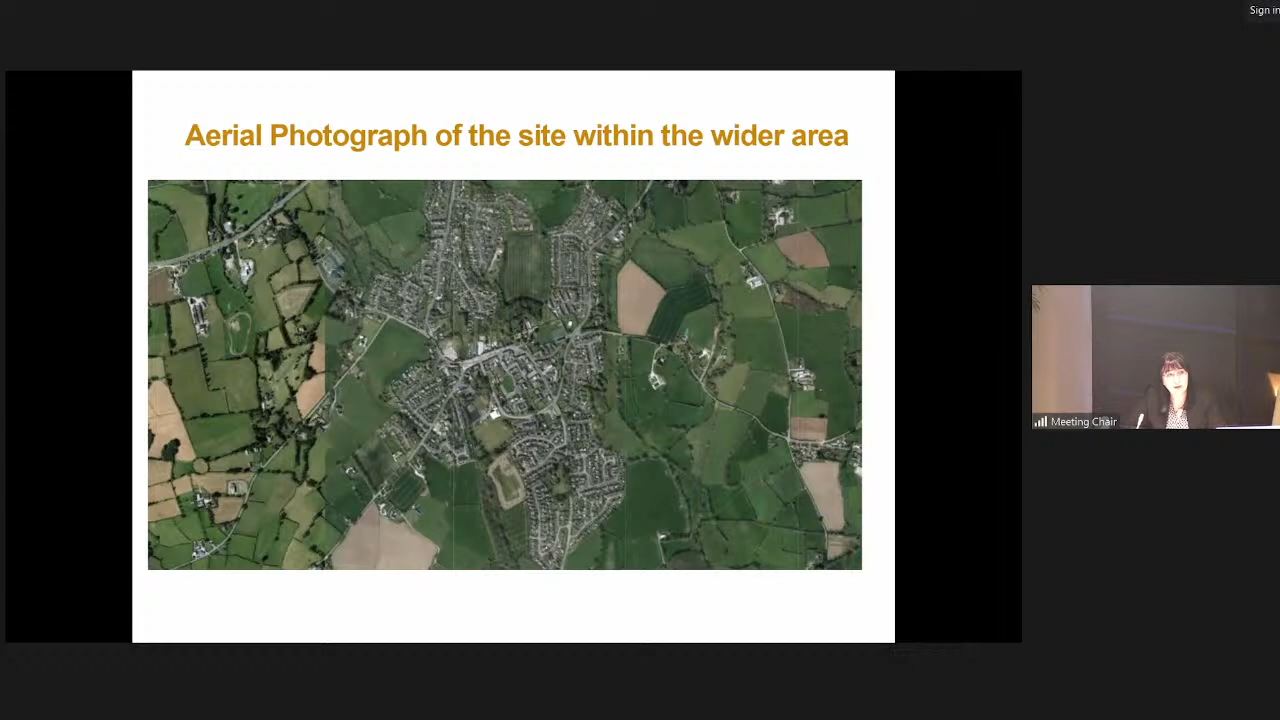 Sign in
Aerial Photograph of the site within the wider area
Meeting Chair